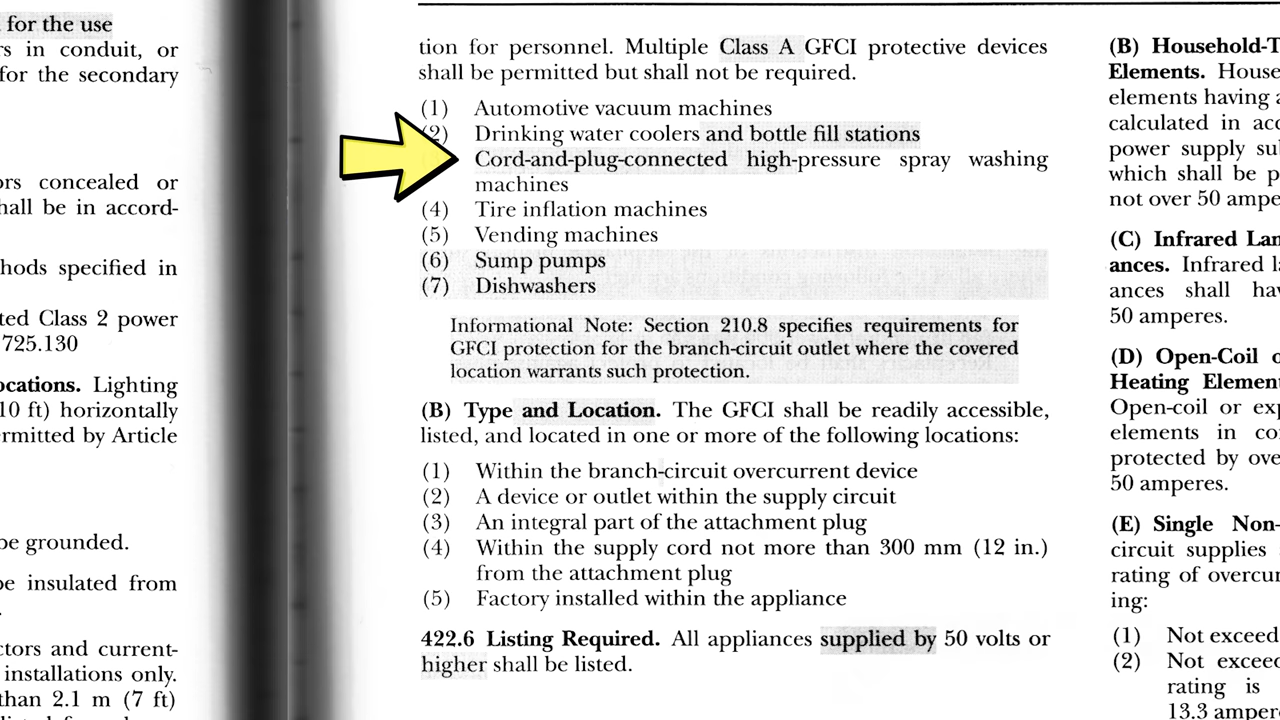 for the use
rs in conduit, or
for the secondary
ors concealed or
hall be in accord-
hods specified in
ted Class 2 power
725.130
ocations. Lighting
10 ft) horizontally
ermitted by Article
be grounded.
be insulated from
ctors and current-
installations only.
than 2.1 m (7 ft)
tion for personnel. Multiple Class A GFCI protective devices
shall be permitted but shall not be required.
(1) Automotive vacuum machines
(2) Drinking water coolers and bottle fill stations
Cord-and-plug-connected high-pressure spray washing
machines
(4) Tire inflation machines
(5) Vending machines
(6) Sump pumps
(7) Dishwashers
Informational Note: Section 210.8 specifies requirements for
GFCI protection for the branch-circuit outlet where the covered
location warrants such protection.
(B) Type and Location. The GFCI shall be readily accessible,
listed, and located in one or more of the following locations:
(1) Within the branch-circuit overcurrent device
(2) A device or outlet within the supply circuit
(3) An integral part of the attachment plug
(4) Within the supply cord not more than 300 mm (12 in.)
from the attachment plug
(5) Factory installed within the appliance
422.6 Listing Required. All appliances supplied by 50 volts or
higher shall be listed.
(B) Household-T
Elements. House
elements having a
calculated in acc
power supply su
which shall be p
not over 50 ampe
(C) Infrared Lan
ances. Infrared la
ances shall hav
50 amperes.
(D) Open-Coil o
Heating Element
Open-coil or exp
elements in co
protected by ove
50 amperes.
(E) Single Non-
circuit supplies
rating of overcur
ing:
(1) Not exceed
(2) Not exceed
rating is
13.3 ampere